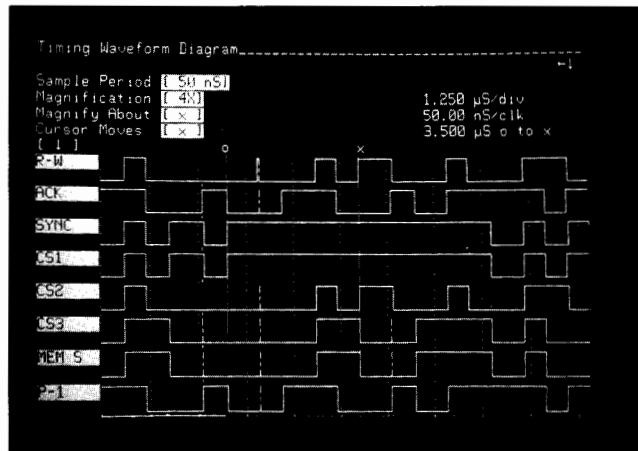 Timing Waveform Diagram
←↓
Sample Period [ 50 nS]
Magnification [ 4X] 1.250 µS/div
Magnify About [ x ] 50.00 nS/clk
Cursor Moves [ x ] 3.500 µS o to x
[ ↓ ] o x
R-W
ACK
SYNC
CS1
CS2
CS3
MEM S
P-1